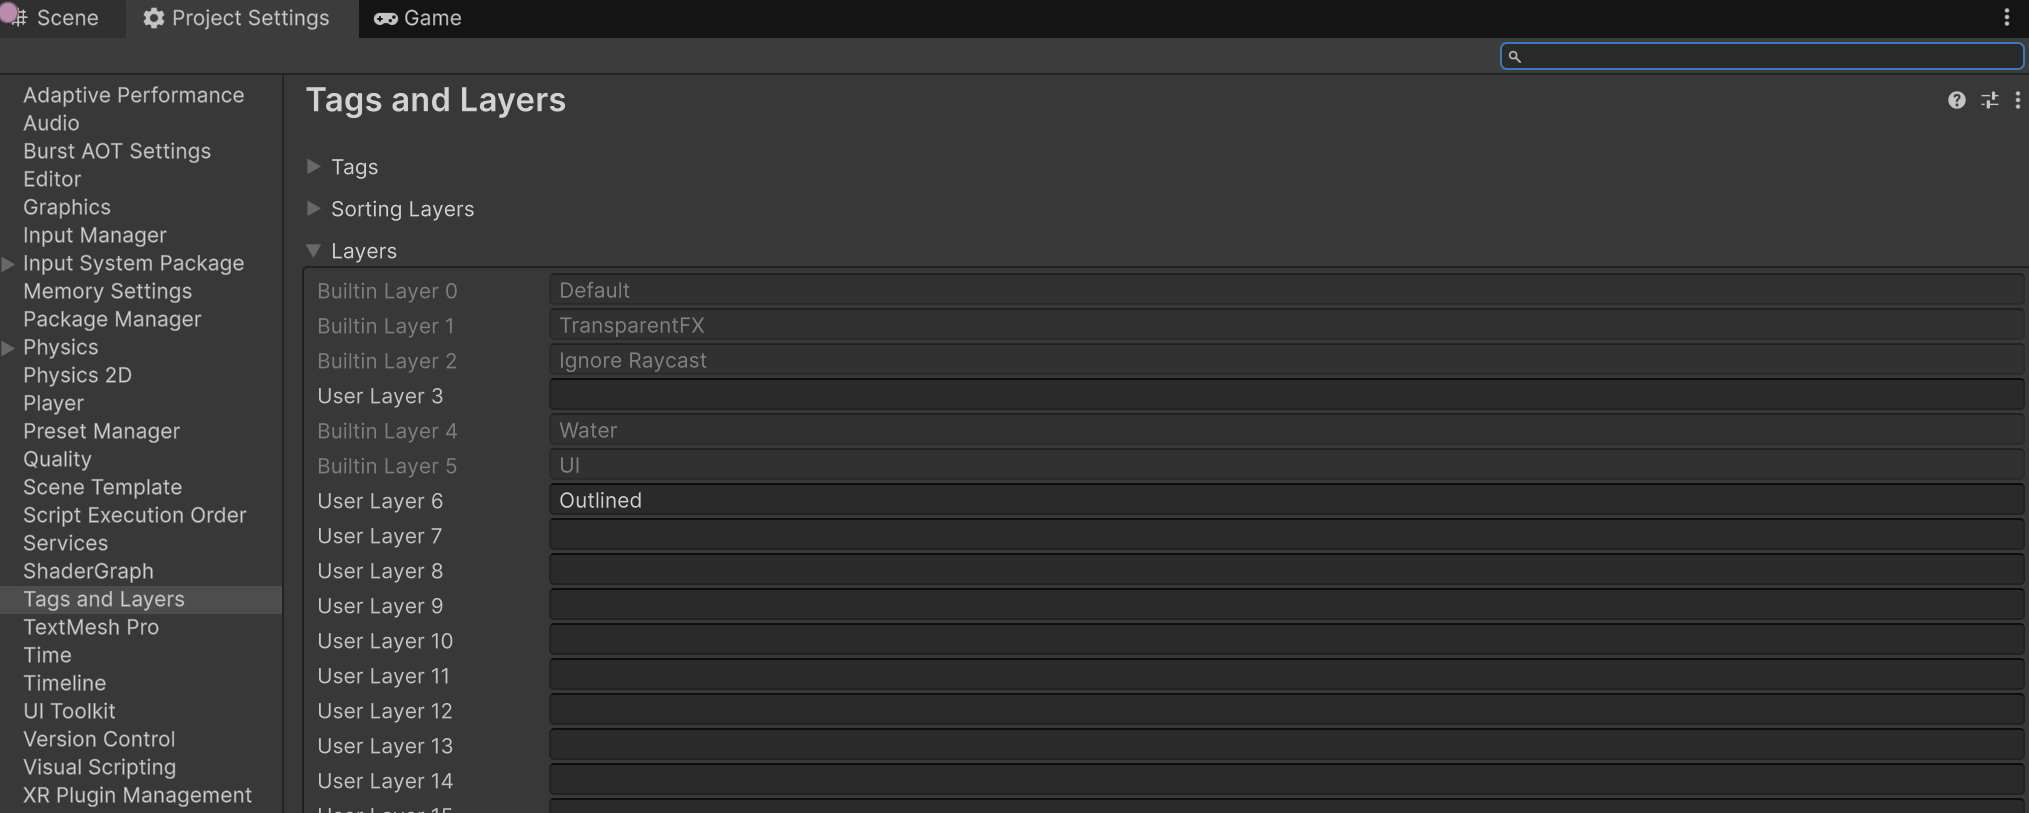 Scene
Project Settings
Game
Adaptive Performance
Audio
Burst AOT Settings
Editor
Graphics
Input Manager
Input System Package
Memory Settings
Package Manager
Physics
Physics 2D
Player
Preset Manager
Quality
Scene Template
Script Execution Order
Services
ShaderGraph
Tags and Layers
TextMesh Pro
Time
Timeline
UI Toolkit
Version Control
Visual Scripting
XR Plugin Management
Tags and Layers
Tags
Sorting Layers
Layers
Builtin Layer 0 Default
Builtin Layer 1 TransparentFX
Builtin Layer 2 Ignore Raycast
User Layer 3
Builtin Layer 4 Water
Builtin Layer 5 UI
User Layer 6 Outlined
User Layer 7
User Layer 8
User Layer 9
User Layer 10
User Layer 11
User Layer 12
User Layer 13
User Layer 14
User Layer 15